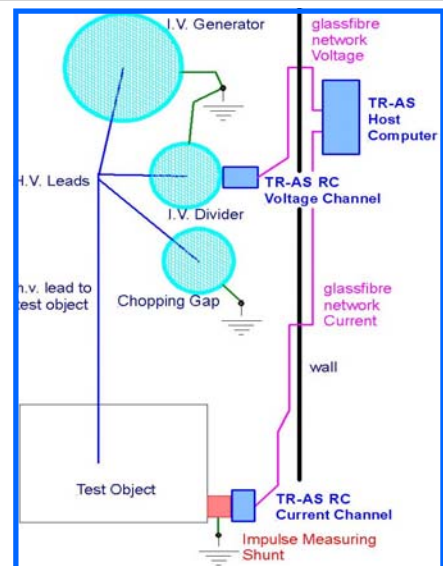 I.V. Generator
glassfibre
network
Voltage
TR-AS
Host
Computer
H.V. Leads
TR-AS RC
Voltage Channel
I.V. Divider
h.v. lead to
test object
Chopping Gap
glassfibre
network
Current
wall
Test Object
TR-AS RC
Current Channel
Impulse Measuring
Shunt